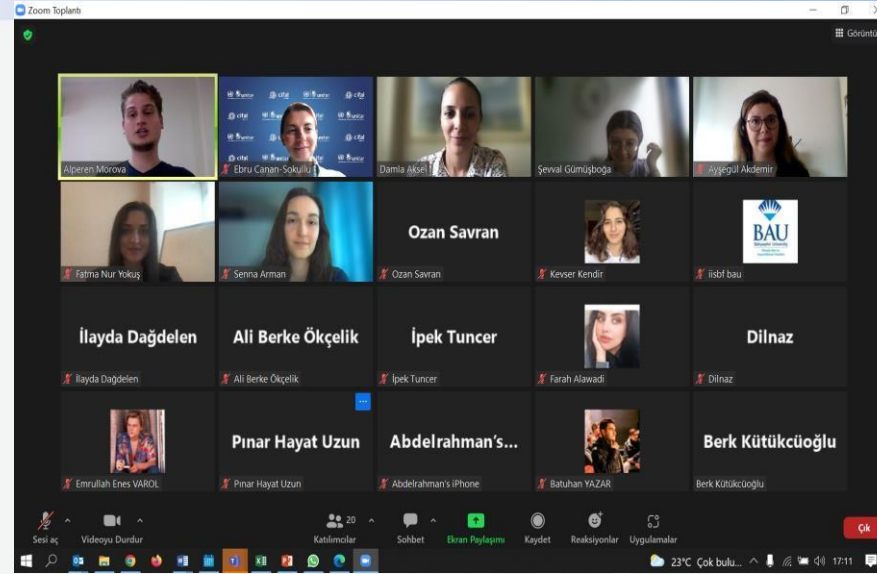 Zoom Toplantı
Görüntü
Alperen Morova
unitar cifal unitar cifal
Ebru Canan-Sokullu
Damla Aksel
Şevval Gümüşboğa
Ayşegül Akdemir
Fatma Nur Yokuş
Senna Arman
Ozan Savran
Ozan Savran
Kevser Kendir
BAU
iisbf bau
İlayda Dağdelen
İlayda Dağdelen
Ali Berke Ökçelik
Ali Berke Ökçelik
İpek Tuncer
İpek Tuncer
Farah Alawadi
Dilnaz
Dilnaz
Emrullah Enes VAROL
Pınar Hayat Uzun
Pınar Hayat Uzun
Abdelrahman's...
Abdelrahman's iPhone
Batuhan YAZAR
Berk Kütükcüoğlu
Berk Kütükcüoğlu
Sesi aç
Videoyu Durdur
20
Katılımcılar
Sohbet
Ekran Paylaşımı
Kaydet
Reaksiyonlar
Uygulamalar
Çık
23°C Çok bulu...
17:11